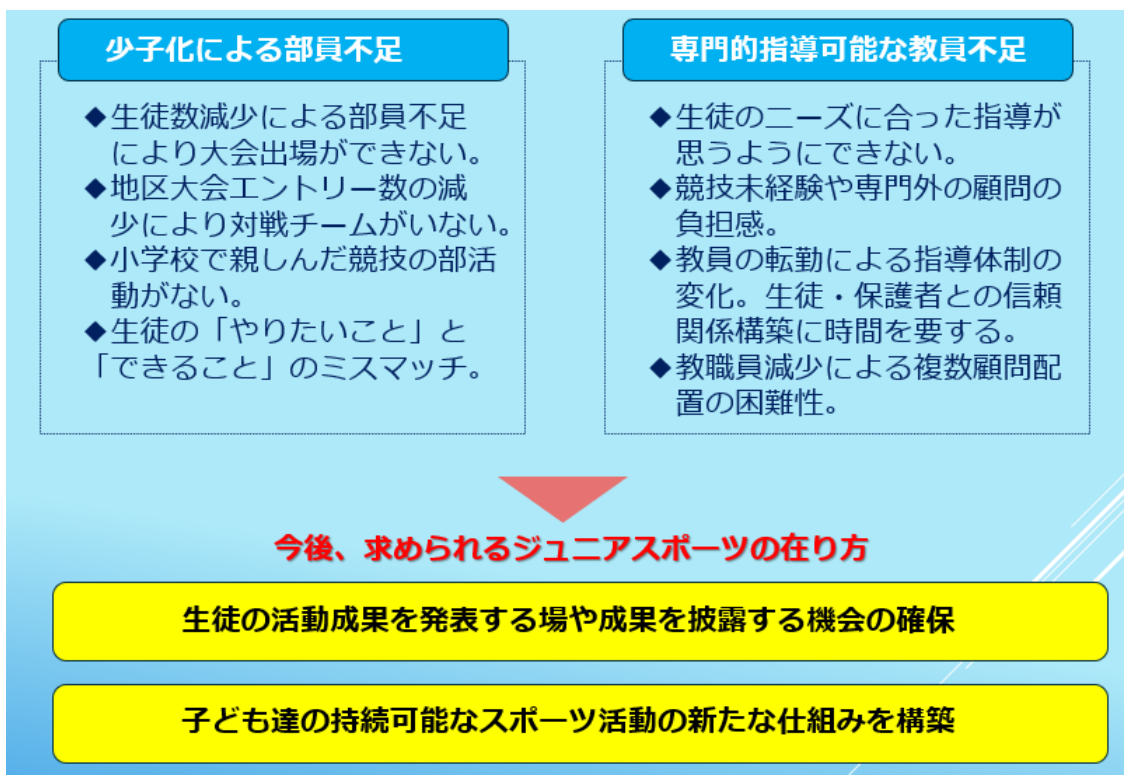 少子化による部員不足
◆生徒数減少による部員不足
により大会出場ができない。
◆地区大会エントリー数の減
少により対戦チームがいない。
◆小学校で親しんだ競技の部活
動がない。
◆生徒の「やりたいこと」と
「できること」のミスマッチ。
専門的指導可能な教員不足
◆生徒のニーズに合った指導が
思うようにできない。
◆競技未経験や専門外の顧問の
負担感。
◆教員の転勤による指導体制の
変化。生徒・保護者との信頼
関係構築に時間を要する。
◆教職員減少による複数顧問配
置の困難性。
今後、求められるジュニアスポーツの在り方
生徒の活動成果を発表する場や成果を披露する機会の確保
子ども達の持続可能なスポーツ活動の新たな仕組みを構築